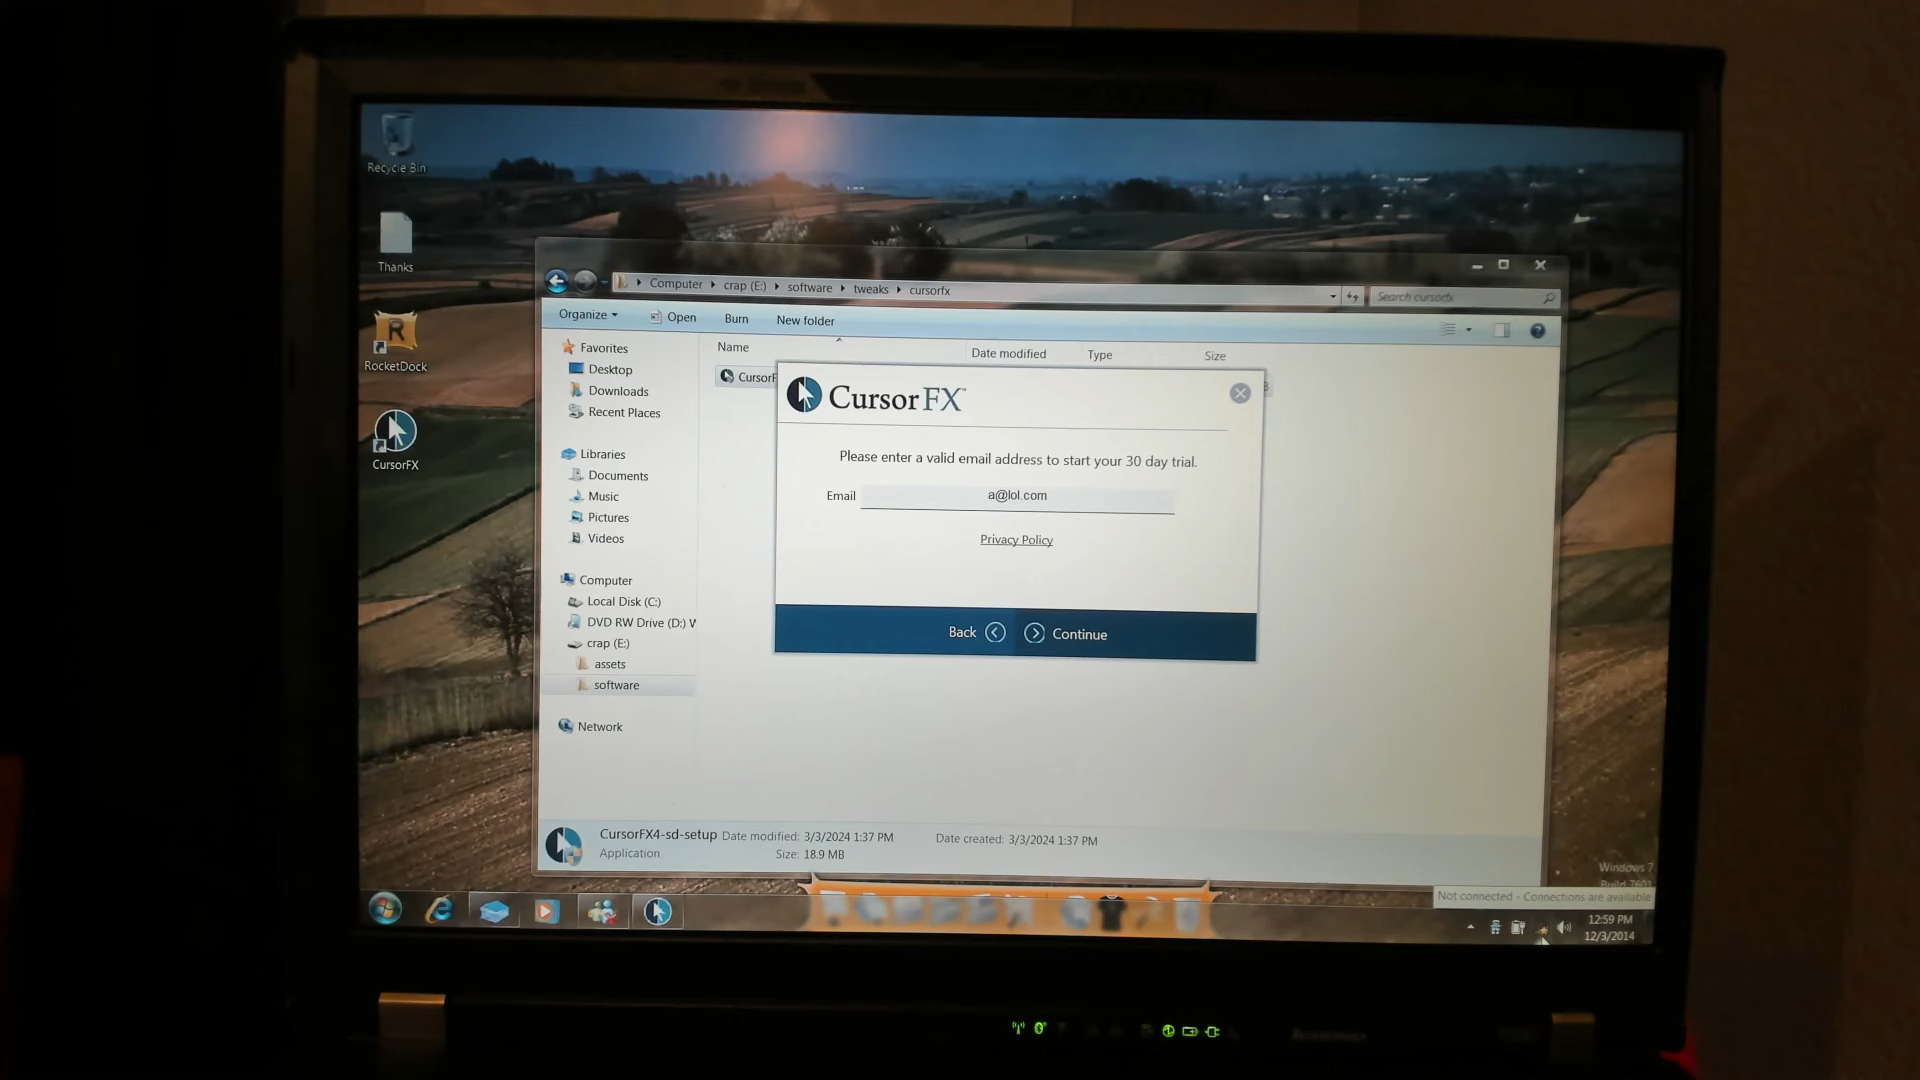 Recycle Bin
Thanks
RocketDock
CursorFX
Computer
crap (E:)
software
tweaks
cursorfx
Search cursorfx
Organize
Open
Burn
New folder
Name
Date modified
Type
Size
Favorites
Desktop
Downloads
Recent Places
Libraries
Documents
Music
Pictures
Videos
Computer
Local Disk (C:)
DVD RW Drive (D:) W
crap (E:)
assets
software
Network
CursorF
CursorFX™
Please enter a valid email address to start your 30 day trial.
Email
a@lol.com
Privacy Policy
Back
Continue
CursorFX4-sd-setup Date modified: 3/3/2024 1:37 PM Date created: 3/3/2024 1:37 PM
Application Size: 18.9 MB
Windows 7
Build 7601
Not connected - Connections are available
12:59 PM
12/3/2014